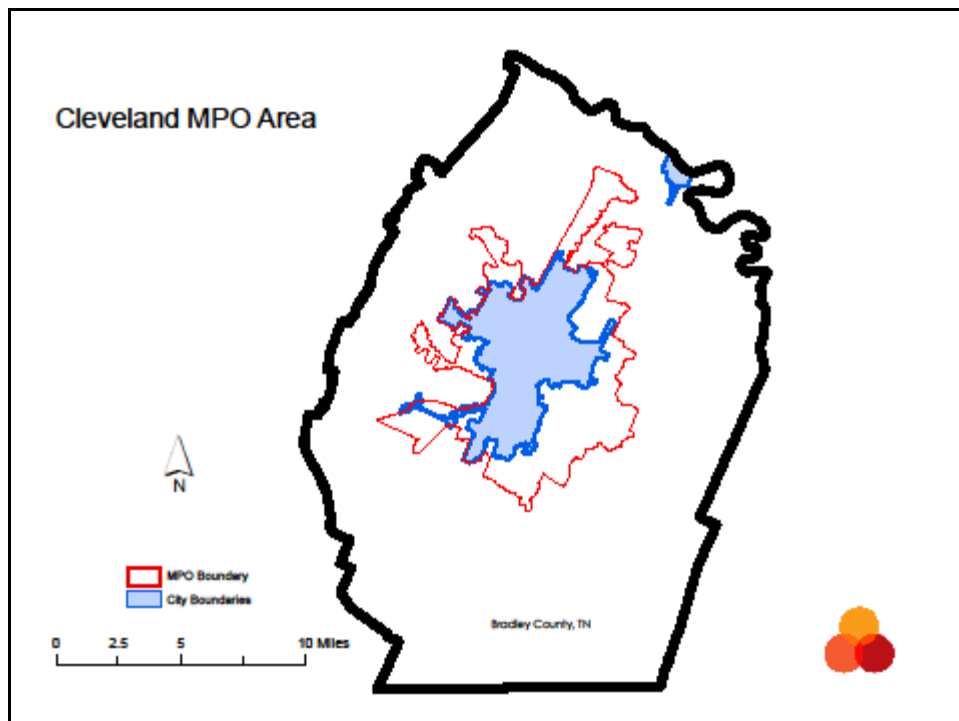 Cleveland MPO Area
N
MPO Boundary
City Boundaries
0 2.5 5 10 Miles
Bradley County, TN